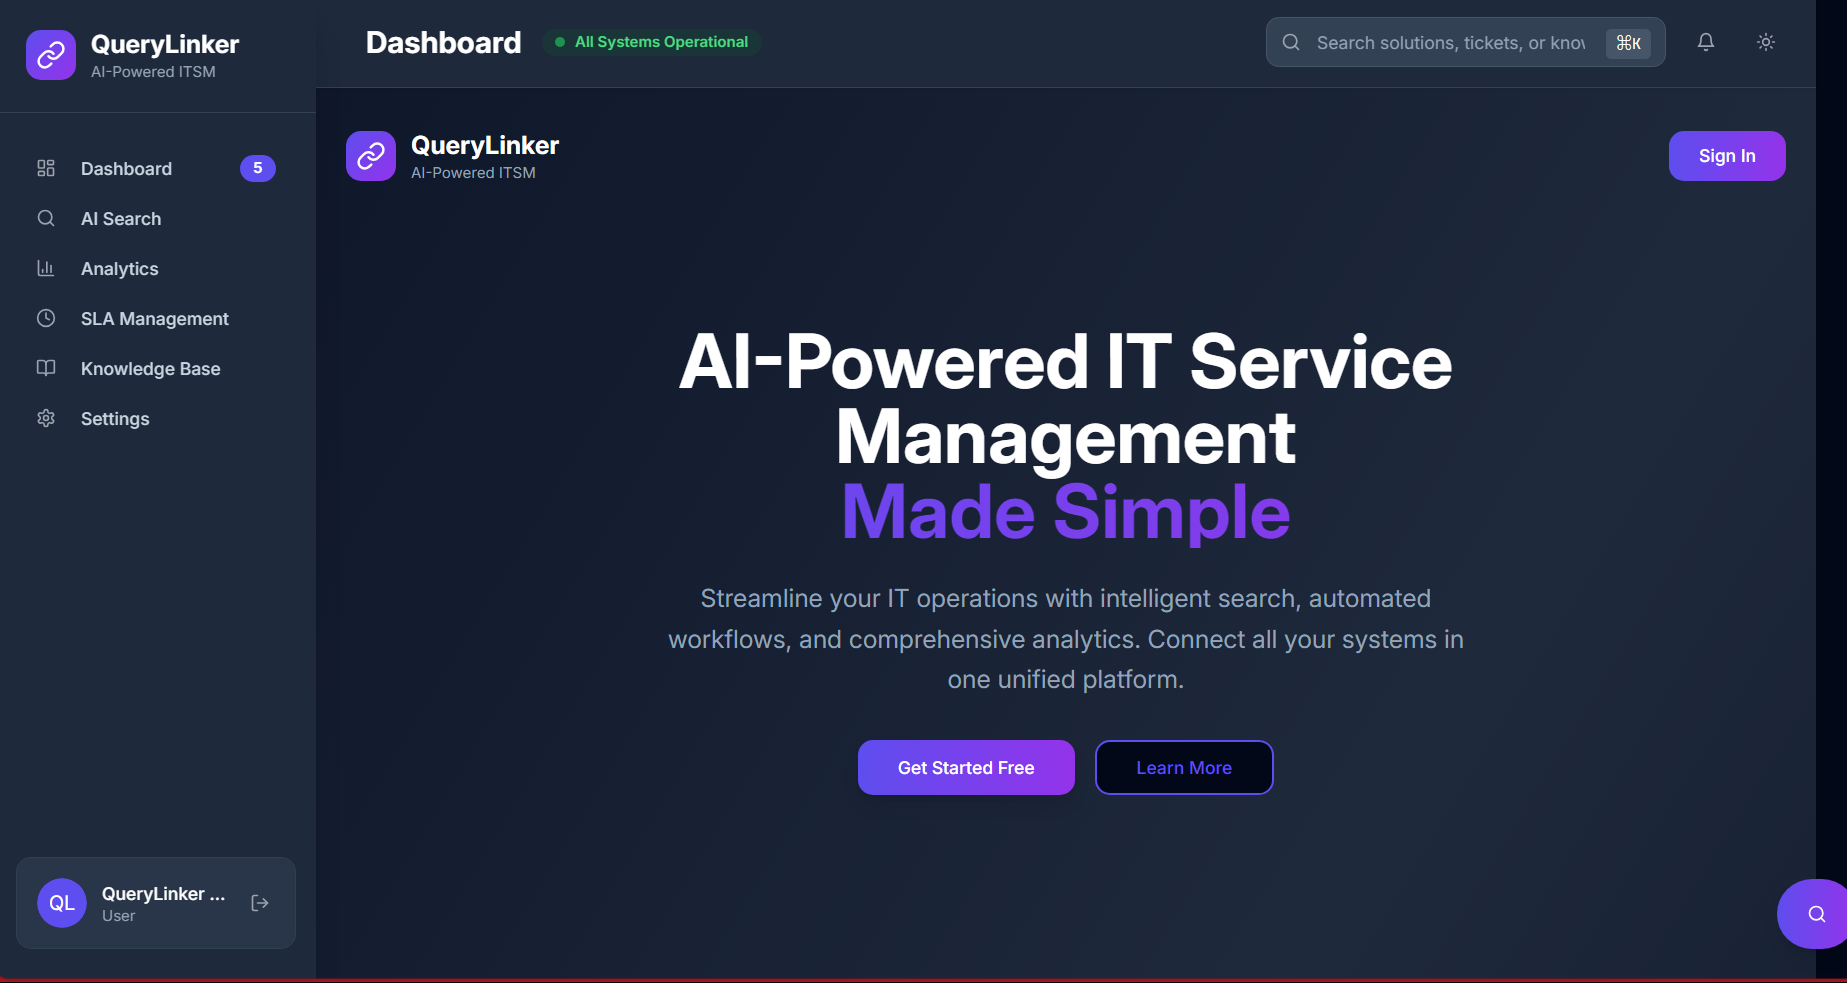 QueryLinker
AI-Powered ITSM
Dashboard 5
AI Search
Analytics
SLA Management
Knowledge Base
Settings
QL
QueryLinker ...
User
Dashboard
All Systems Operational
Search solutions, tickets, or know
⌘K
QueryLinker
AI-Powered ITSM
Sign In
AI-Powered IT Service
Management
Made Simple
Streamline your IT operations with intelligent search, automated
workflows, and comprehensive analytics. Connect all your systems in
one unified platform.
Get Started Free
Learn More